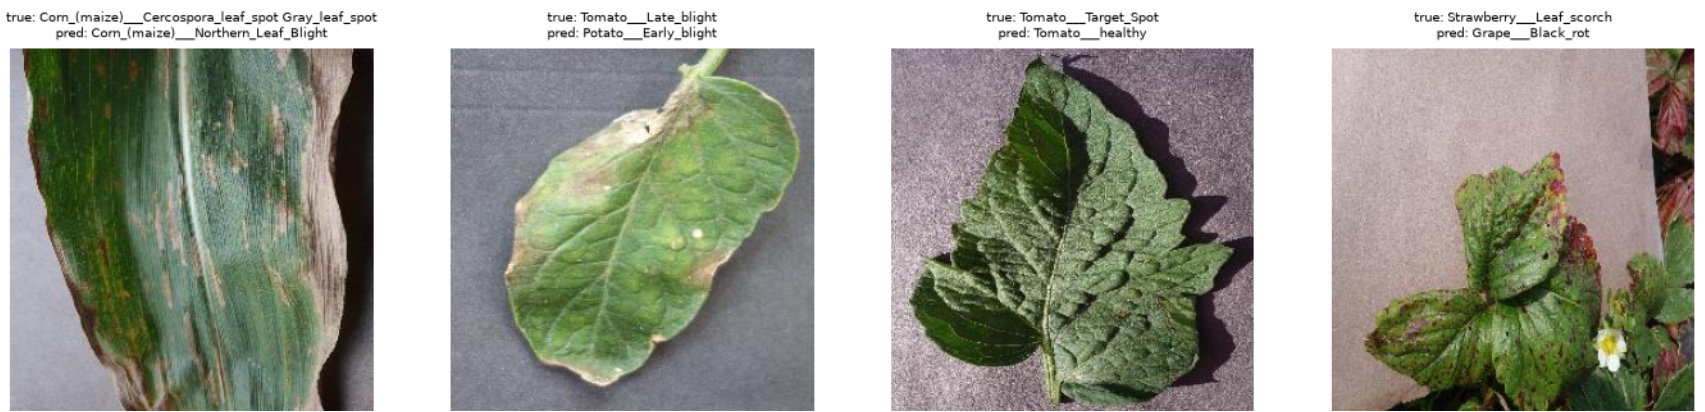 true: Corn_(maize)___Cercospora_leaf_spot Gray_leaf_spot
pred: Corn_(maize)___Northern_Leaf_Blight
true: Tomato___Late_blight
pred: Potato___Early_blight
true: Tomato___Target_Spot
pred: Tomato___healthy
true: Strawberry___Leaf_scorch
pred: Grape___Black_rot